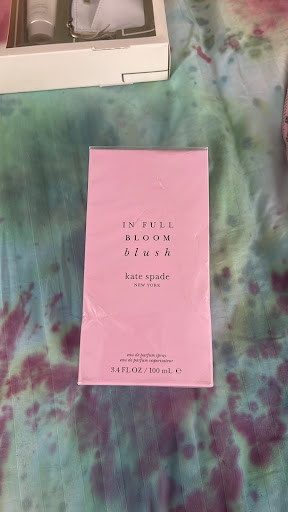 IN FULL
BLOOM
blush
kate spade
NEW YORK
eau de parfum spray
eau de parfum vaporisateur
3.4 FL OZ / 100 mL ℮